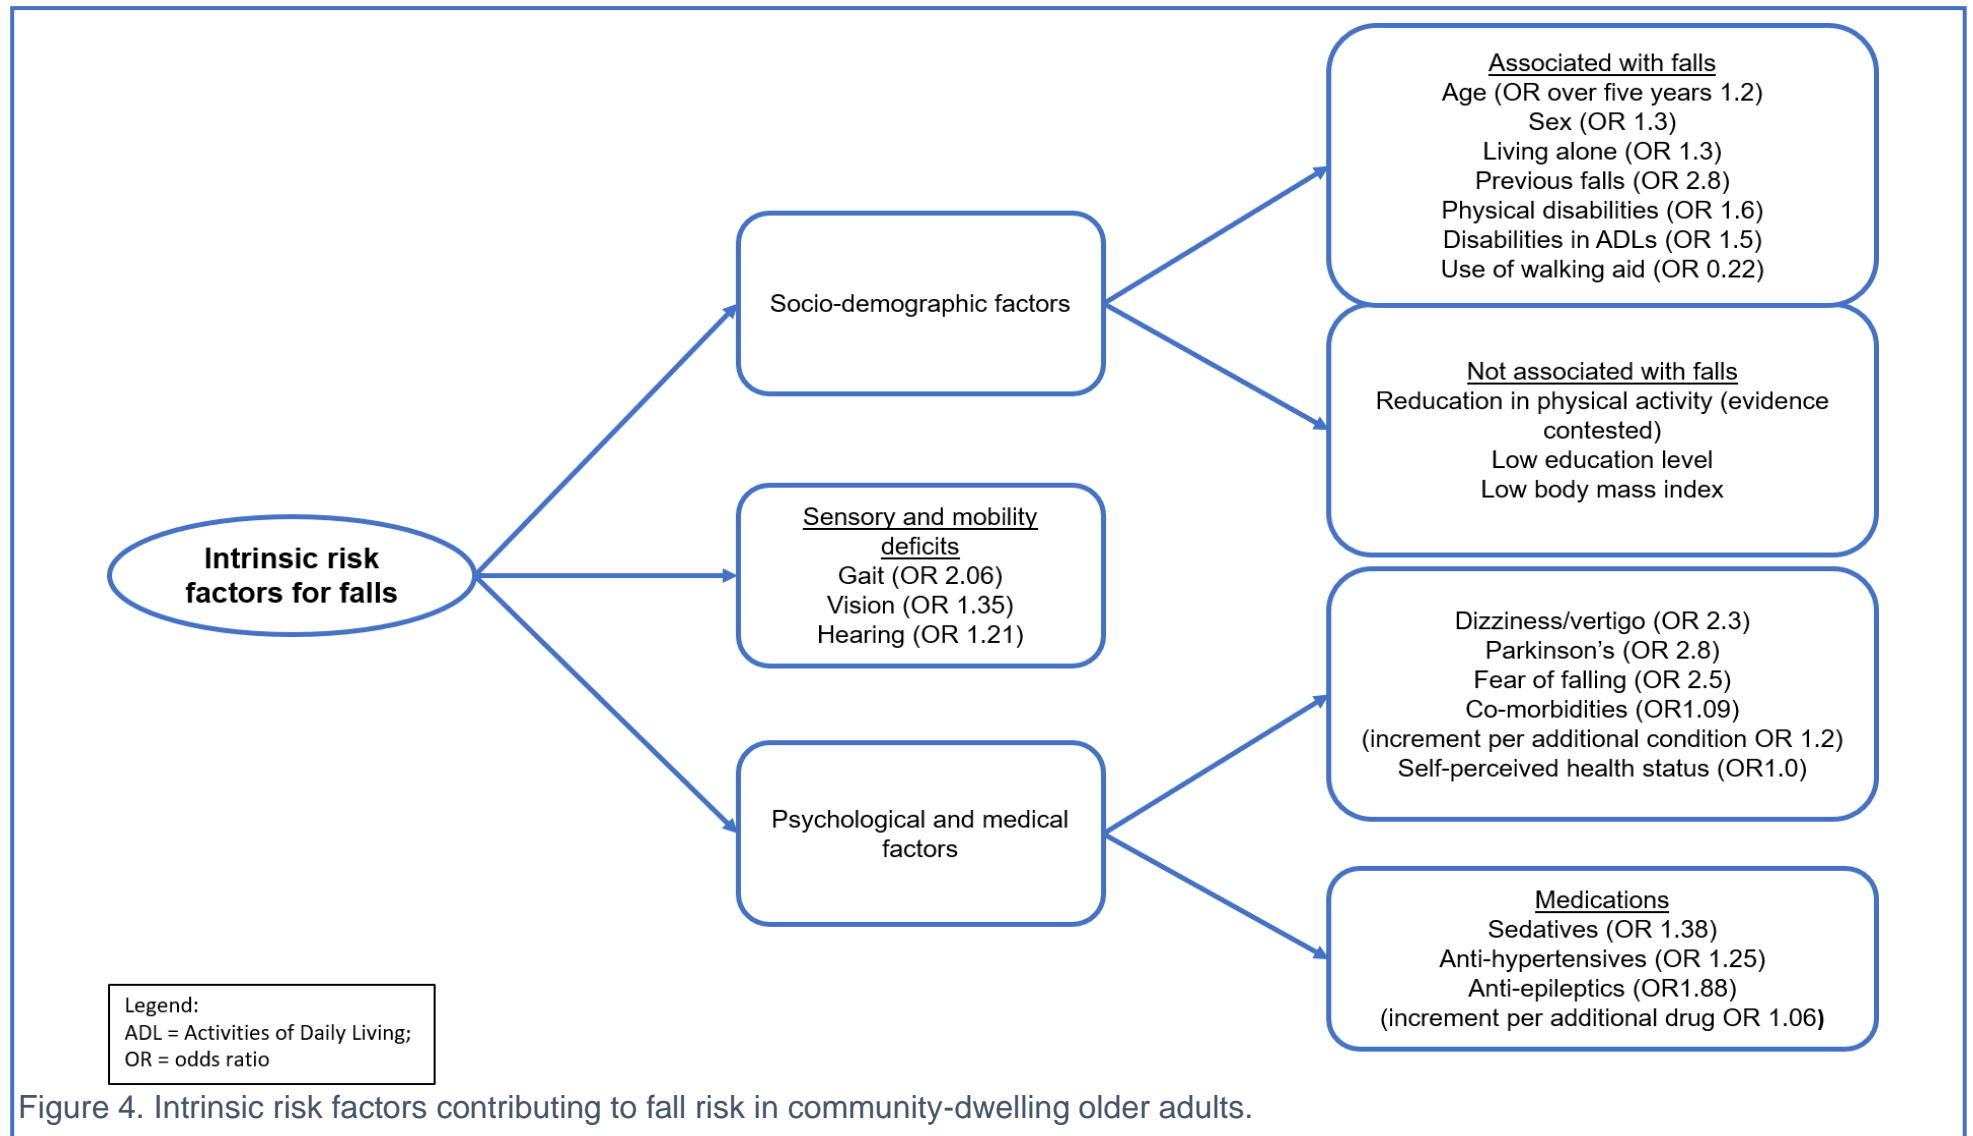 Associated with falls
Age (OR over five years 1.2)
Sex (OR 1.3)
Living alone (OR 1.3)
Previous falls (OR 2.8)
Physical disabilities (OR 1.6)
Disabilities in ADLs (OR 1.5)
Use of walking aid (OR 0.22)
Socio-demographic factors
Not associated with falls
Reducation in physical activity (evidence
contested)
Low education level
Low body mass index
Intrinsic risk
factors for falls
Sensory and mobility
deficits
Gait (OR 2.06)
Vision (OR 1.35)
Hearing (OR 1.21)
Dizziness/vertigo (OR 2.3)
Parkinson’s (OR 2.8)
Fear of falling (OR 2.5)
Co-morbidities (OR1.09)
(increment per additional condition OR 1.2)
Self-perceived health status (OR1.0)
Psychological and medical
factors
Medications
Sedatives (OR 1.38)
Anti-hypertensives (OR 1.25)
Anti-epileptics (OR1.88)
(increment per additional drug OR 1.06)
Legend:
ADL = Activities of Daily Living;
OR = odds ratio
Figure 4. Intrinsic risk factors contributing to fall risk in community-dwelling older adults.